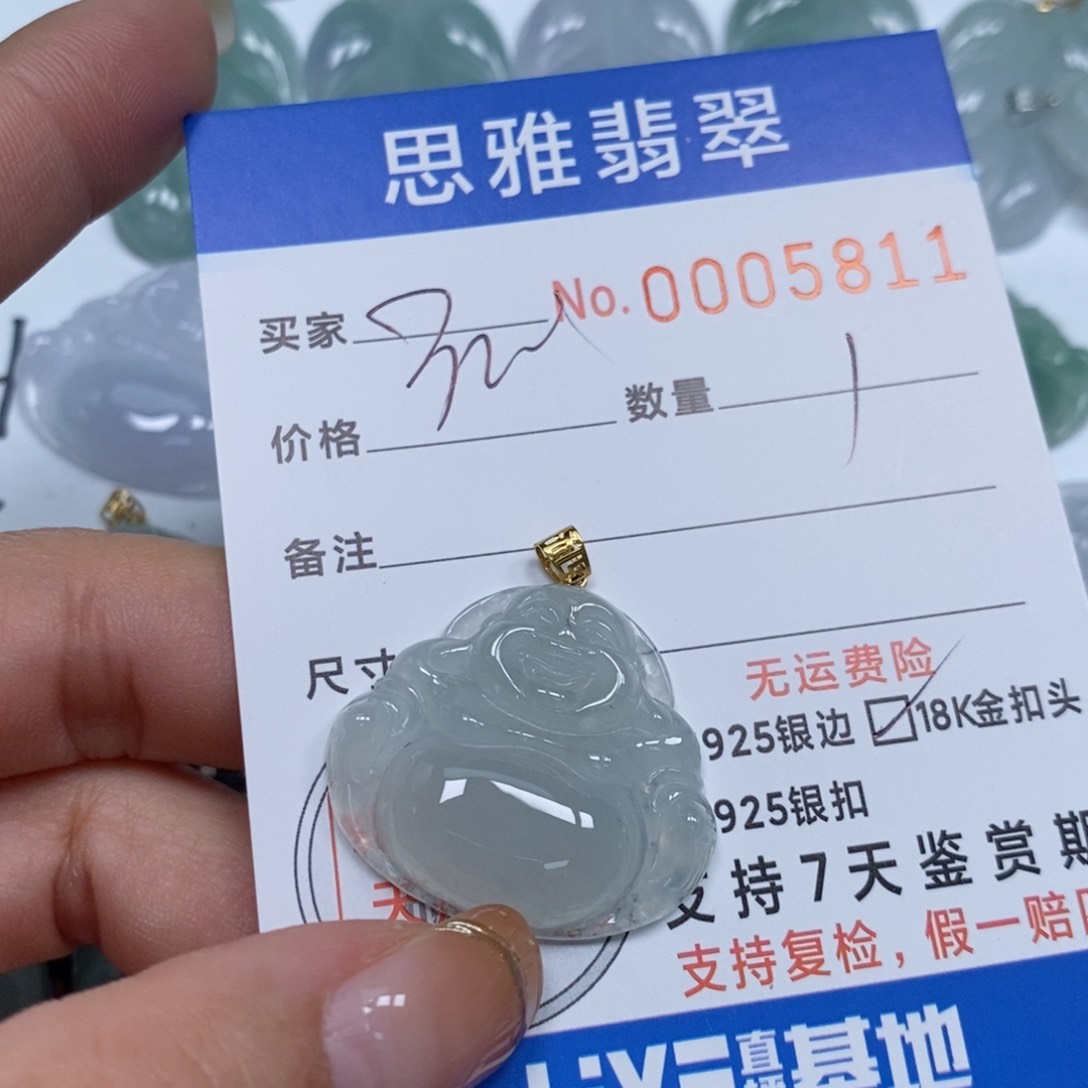 思雅翡翠
No. 0005811
买家
价格 数量 1
备注
尺寸
无运费险
925银边 18K金扣头
925银扣
支持7天鉴赏期
支持复检，假一赔
基地